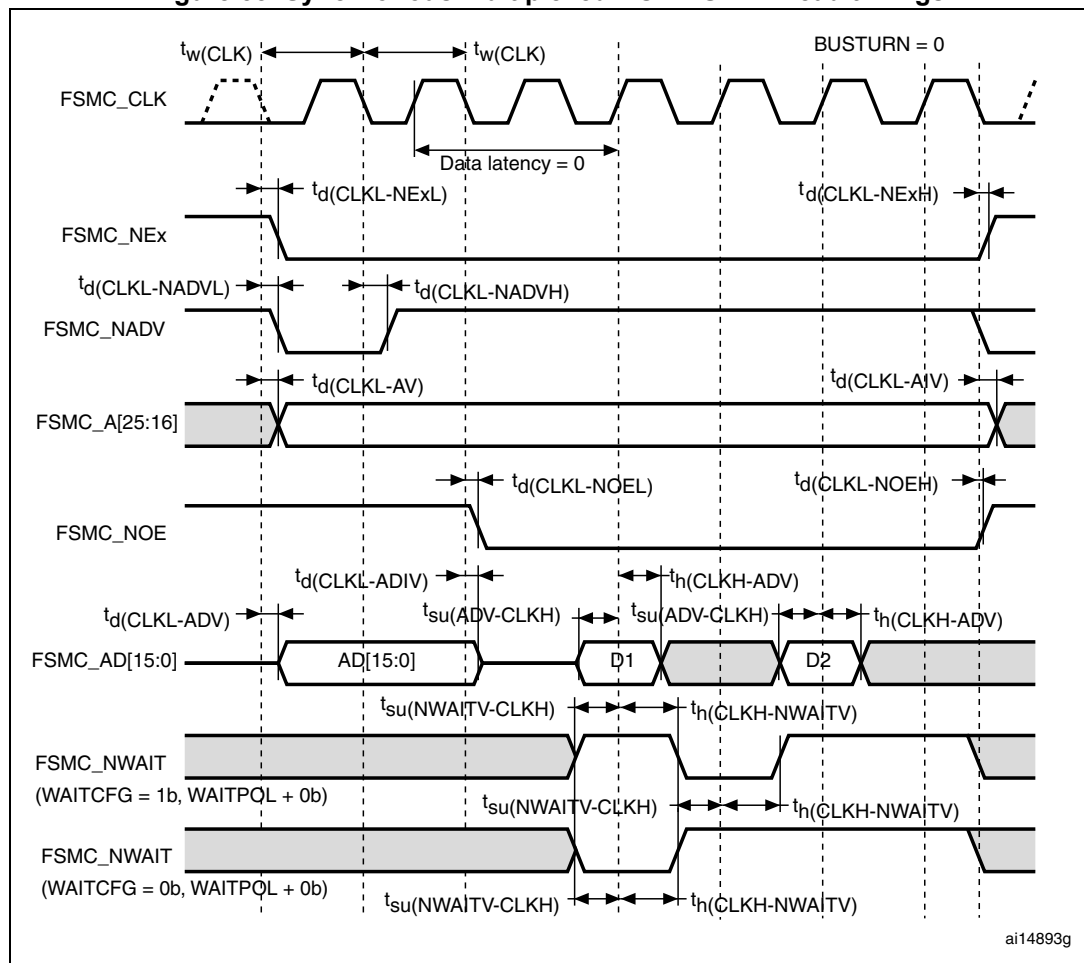 BUSTURN = 0
tw(CLK) tw(CLK)
FSMC_CLK
Data latency = 0
td(CLKL-NExL) td(CLKL-NExH)
FSMC_NEx
td(CLKL-NADVL) td(CLKL-NADVH)
FSMC_NADV
td(CLKL-AV) td(CLKL-AIV)
FSMC_A[25:16]
td(CLKL-NOEL) td(CLKL-NOEH)
FSMC_NOE
td(CLKL-ADIV) th(CLKH-ADV)
td(CLKL-ADV) tsu(ADV-CLKH) tsu(ADV-CLKH) th(CLKH-ADV)
FSMC_AD[15:0] AD[15:0] D1 D2
tsu(NWAITV-CLKH) th(CLKH-NWAITV)
FSMC_NWAIT
(WAITCFG = 1b, WAITPOL + 0b)
tsu(NWAITV-CLKH) th(CLKH-NWAITV)
FSMC_NWAIT
(WAITCFG = 0b, WAITPOL + 0b)
tsu(NWAITV-CLKH) th(CLKH-NWAITV)
ai14893g